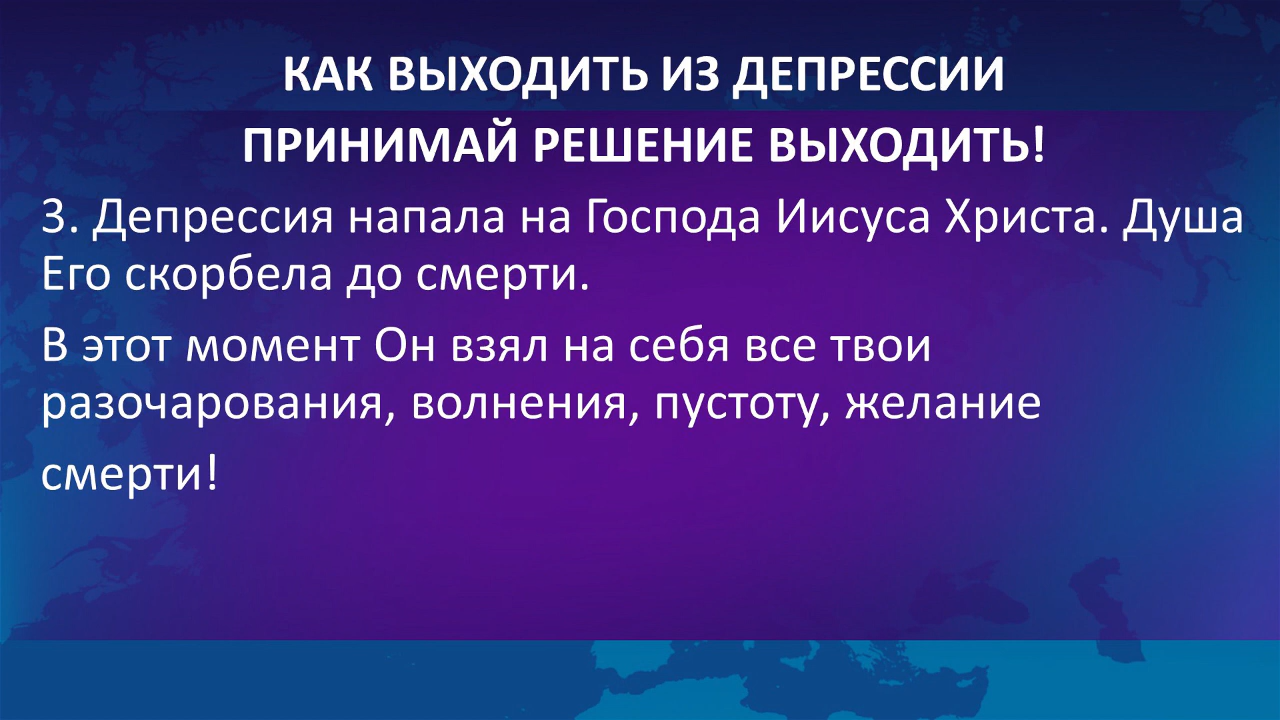 КАК ВЫХОДИТЬ ИЗ ДЕПРЕССИИ
ПРИНИМАЙ РЕШЕНИЕ ВЫХОДИТЬ!
3. Депрессия напала на Господа Иисуса Христа. Душа
Его скорбела до смерти.
В этот момент Он взял на себя все твои
разочарования, волнения, пустоту, желание
смерти!